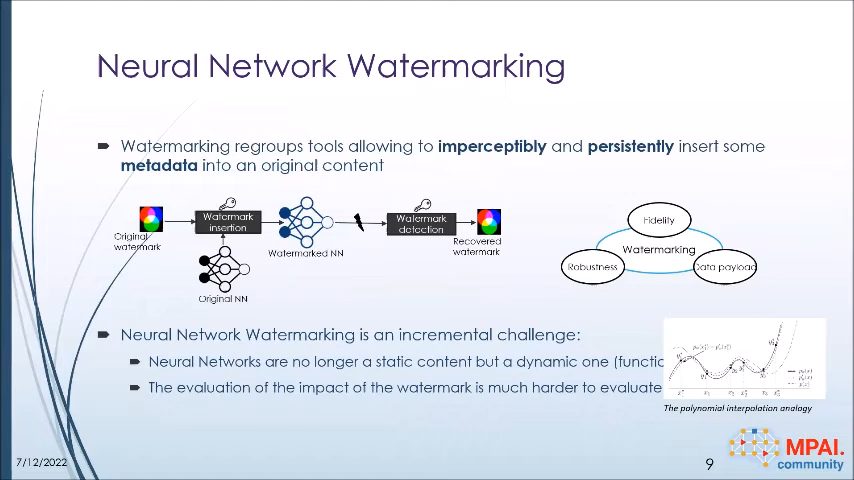 Neural Network Watermarking
Watermarking regroups tools allowing to imperceptibly and persistently insert some
metadata into an original content
Original
watermark
Watermark
insertion
Original NN
Watermarked NN
Watermark
detection
Recovered
watermark
Fidelity
Watermarking
Robustness
Data payload
Neural Network Watermarking is an incremental challenge:
Neural Networks are no longer a static content but a dynamic one (functio
The evaluation of the impact of the watermark is much harder to evaluate
The polynomial interpolation analogy
7/12/2022
9
MPAI.
community